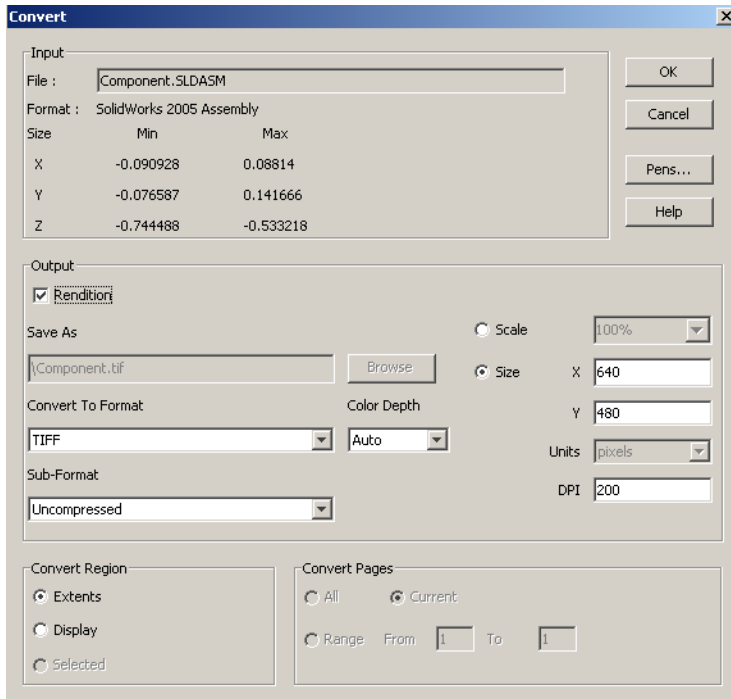 Convert
Input
File : Component.SLDASM
Format : SolidWorks 2005 Assembly
Size Min Max
X -0.090928 0.08814
Y -0.076587 0.141666
Z -0.744488 -0.533218
OK
Cancel
Pens...
Help
Output
Rendition
Save As
\Component.tif Browse
Convert To Format Color Depth
TIFF Auto
Sub-Format
Uncompressed
Scale 100%
Size X 640
Y 480
Units pixels
DPI 200
Convert Region
Extents
Display
Selected
Convert Pages
All Current
Range From 1 To 1